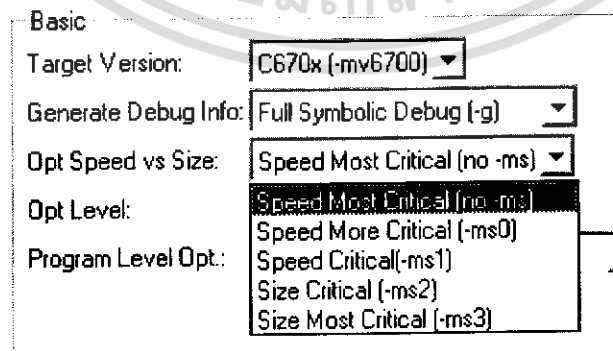 Basic
Target Version: C670x (-mv6700)
Generate Debug Info: Full Symbolic Debug (-g)
Opt Speed vs Size: Speed Most Critical (no -ms)
Opt Level: Speed Most Critical (no -ms)
Speed More Critical (-ms0)
Program Level Opt.: Speed Critical(-ms1)
Size Critical (-ms2)
Size Most Critical (-ms3)